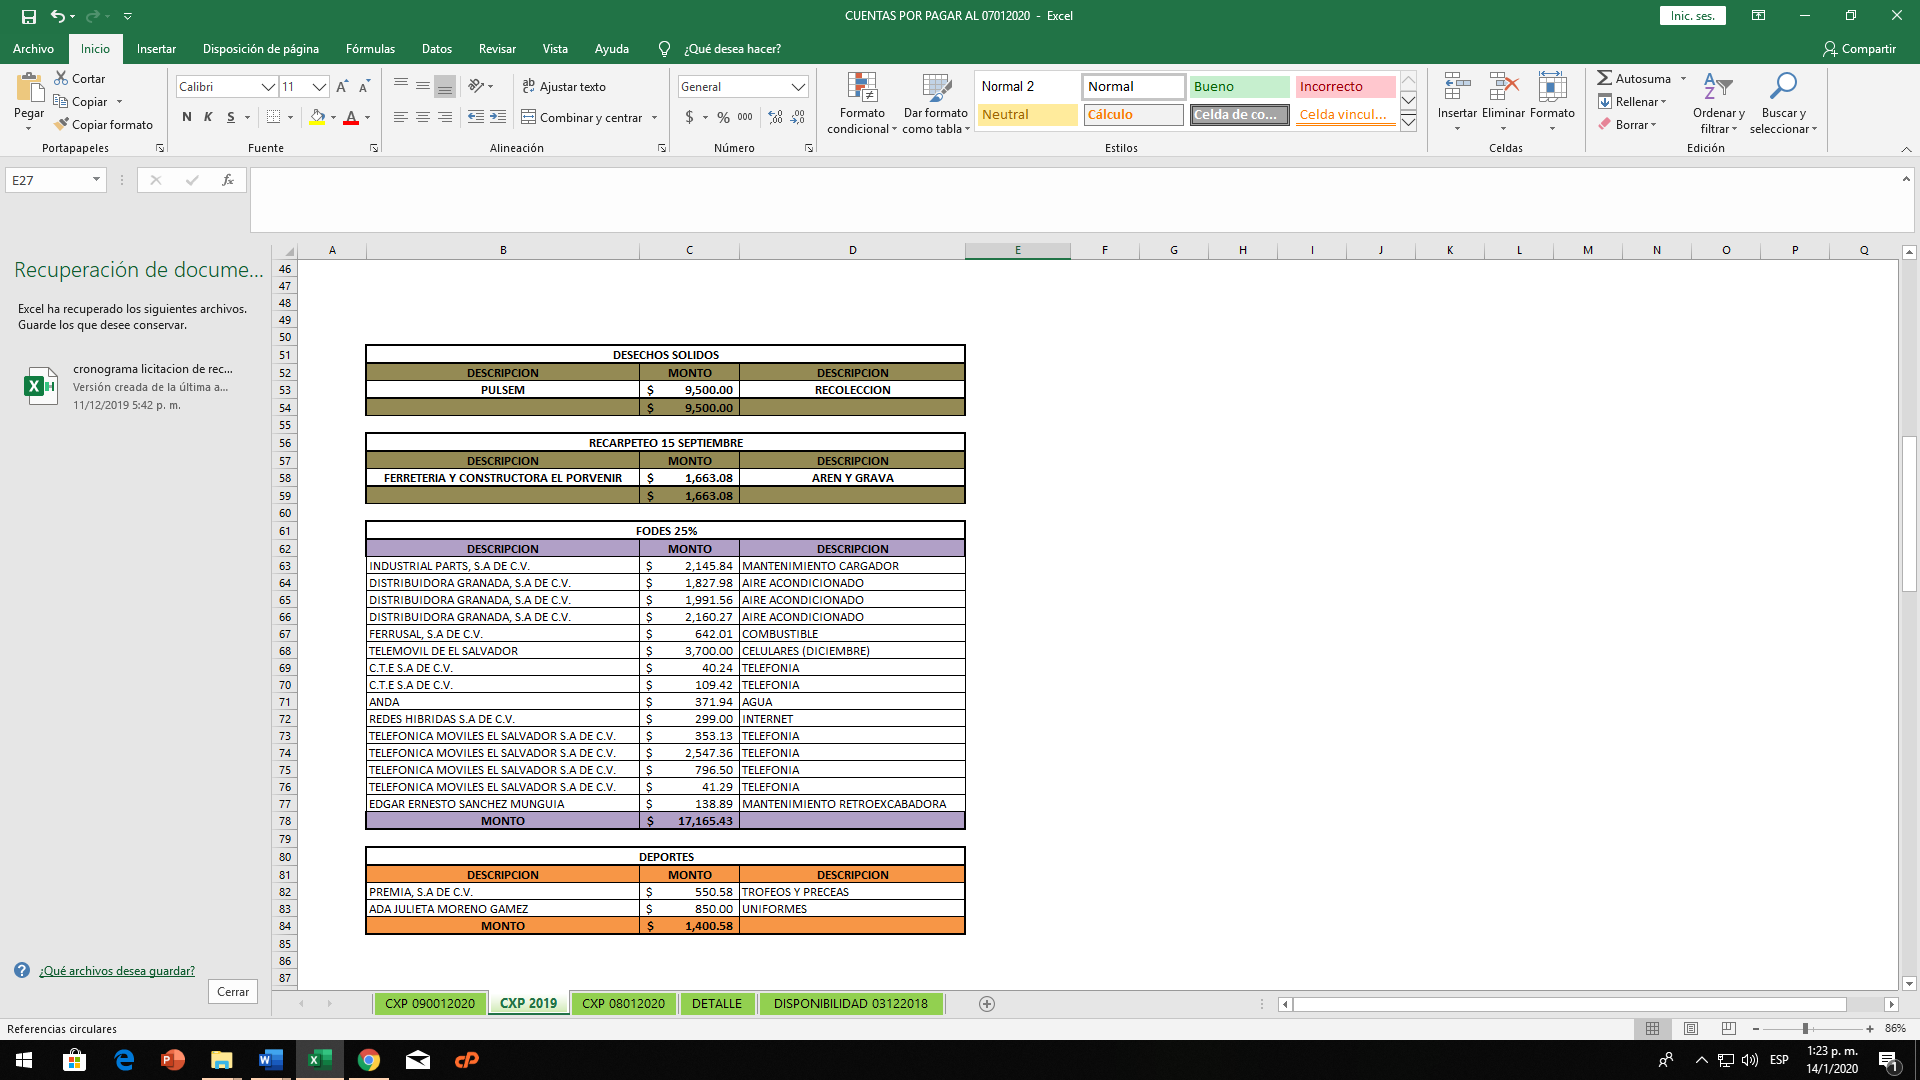 CUENTAS POR PAGAR AL 07012020 - Excel
Inic. ses.
Archivo Inicio Insertar Disposición de página Fórmulas Datos Revisar Vista Ayuda ¿Qué desea hacer? Compartir
Pegar
Cortar
Copiar
Copiar formato
Portapapeles
Calibri 11
N K S
Fuente
Ajustar texto
Combinar y centrar
Alineación
General
$ % 000
Número
Formato condicional
Dar formato como tabla
Normal 2 Normal Bueno Incorrecto
Neutral Cálculo Celda de co... Celda vincul...
Estilos
Insertar Eliminar Formato
Celdas
Autosuma
Rellenar
Borrar
Ordenar y filtrar
Buscar y seleccionar
Edición
E27
fx
Recuperación de docume...
Excel ha recuperado los siguientes archivos.
Guarde los que desee conservar.
cronograma licitacion de rec...
Versión creada de la última a...
11/12/2019 5:42 p. m.
¿Qué archivos desea guardar?
Cerrar
A B C D E F G H I J K L M N O P Q
46
47
48
49
50
51 DESECHOS SOLIDOS
52 DESCRIPCION MONTO DESCRIPCION
53 PULSEM $ 9,500.00 RECOLECCION
54 $ 9,500.00
55
56 RECARPETEO 15 SEPTIEMBRE
57 DESCRIPCION MONTO DESCRIPCION
58 FERRETERIA Y CONSTRUCTORA EL PORVENIR $ 1,663.08 AREN Y GRAVA
59 $ 1,663.08
60
61 FODES 25%
62 DESCRIPCION MONTO DESCRIPCION
63 INDUSTRIAL PARTS, S.A DE C.V. $ 2,145.84 MANTENIMIENTO CARGADOR
64 DISTRIBUIDORA GRANADA, S.A DE C.V. $ 1,827.98 AIRE ACONDICIONADO
65 DISTRIBUIDORA GRANADA, S.A DE C.V. $ 1,991.56 AIRE ACONDICIONADO
66 DISTRIBUIDORA GRANADA, S.A DE C.V. $ 2,160.27 AIRE ACONDICIONADO
67 FERRUSAL, S.A DE C.V. $ 642.01 COMBUSTIBLE
68 TELEMOVIL DE EL SALVADOR $ 3,700.00 CELULARES (DICIEMBRE)
69 C.T.E S.A DE C.V. $ 40.24 TELEFONIA
70 C.T.E S.A DE C.V. $ 109.42 TELEFONIA
71 ANDA $ 371.94 AGUA
72 REDES HIBRIDAS S.A DE C.V. $ 299.00 INTERNET
73 TELEFONICA MOVILES EL SALVADOR S.A DE C.V. $ 353.13 TELEFONIA
74 TELEFONICA MOVILES EL SALVADOR S.A DE C.V. $ 2,547.36 TELEFONIA
75 TELEFONICA MOVILES EL SALVADOR S.A DE C.V. $ 796.50 TELEFONIA
76 TELEFONICA MOVILES EL SALVADOR S.A DE C.V. $ 41.29 TELEFONIA
77 EDGAR ERNESTO SANCHEZ MUNGUIA $ 138.89 MANTENIMIENTO RETROEXCABADORA
78 MONTO $ 17,165.43
79
80 DEPORTES
81 DESCRIPCION MONTO DESCRIPCION
82 PREMIA, S.A DE C.V. $ 550.58 TROFEOS Y PRECEAS
83 ADA JULIETA MORENO GAMEZ $ 850.00 UNIFORMES
84 MONTO $ 1,400.58
85
86
87
CXP 090012020 CXP 2019 CXP 08012020 DETALLE DISPONIBILIDAD 03122018
Referencias circulares
86%
ESP
1:23 p. m.
14/1/2020
1